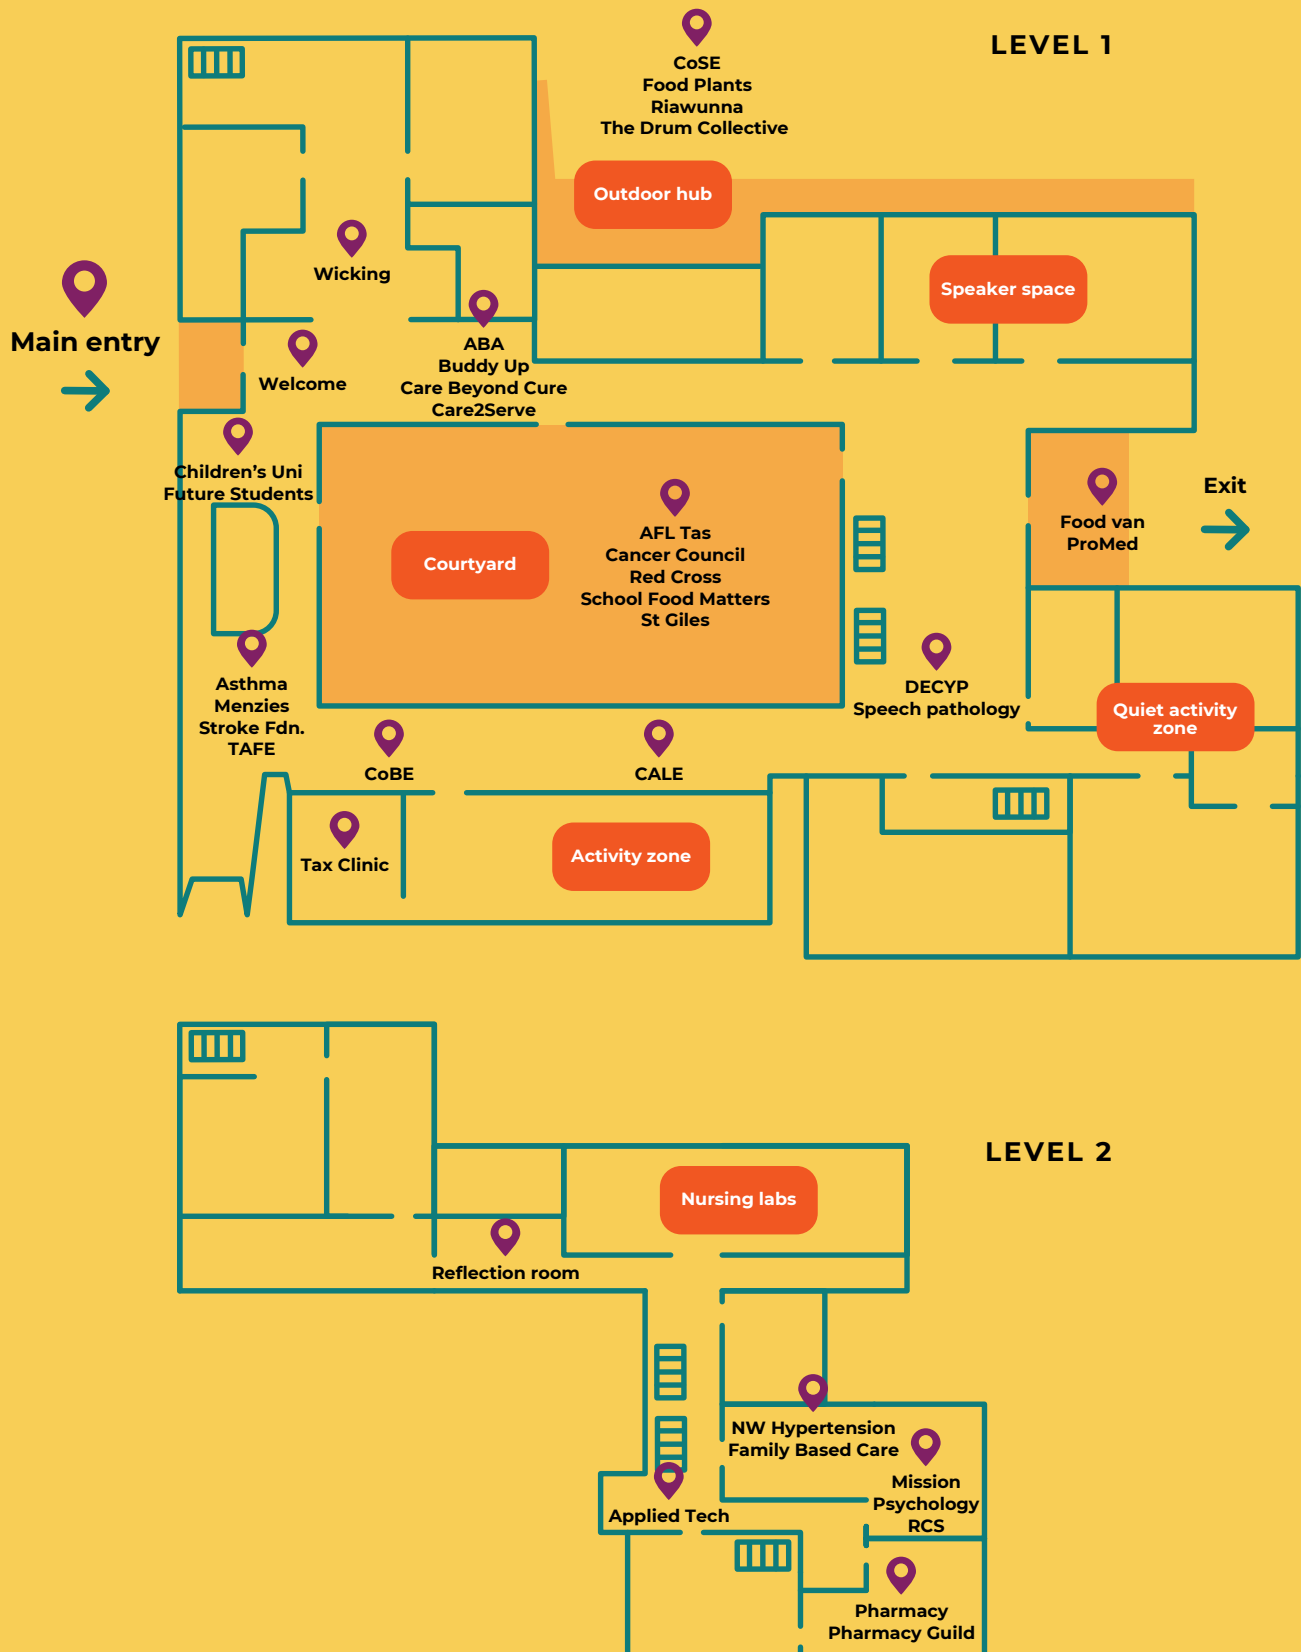 LEVEL 1
CoSE
Food Plants
Riawunna
The Drum Collective
Outdoor hub
Wicking
Speaker space
Main entry
Welcome
ABA
Buddy Up
Care Beyond Cure
Care2Serve
Children's Uni
Future Students
Courtyard
AFL Tas
Cancer Council
Red Cross
School Food Matters
St Giles
Food van
ProMed
Exit
Asthma
Menzies
Stroke Fdn.
TAFE
DECYP
Speech pathology
Quiet activity
zone
CoBE
CALE
Tax Clinic
Activity zone
LEVEL 2
Nursing labs
Reflection room
NW Hypertension
Family Based Care
Mission
Psychology
RCS
Applied Tech
Pharmacy
Pharmacy Guild